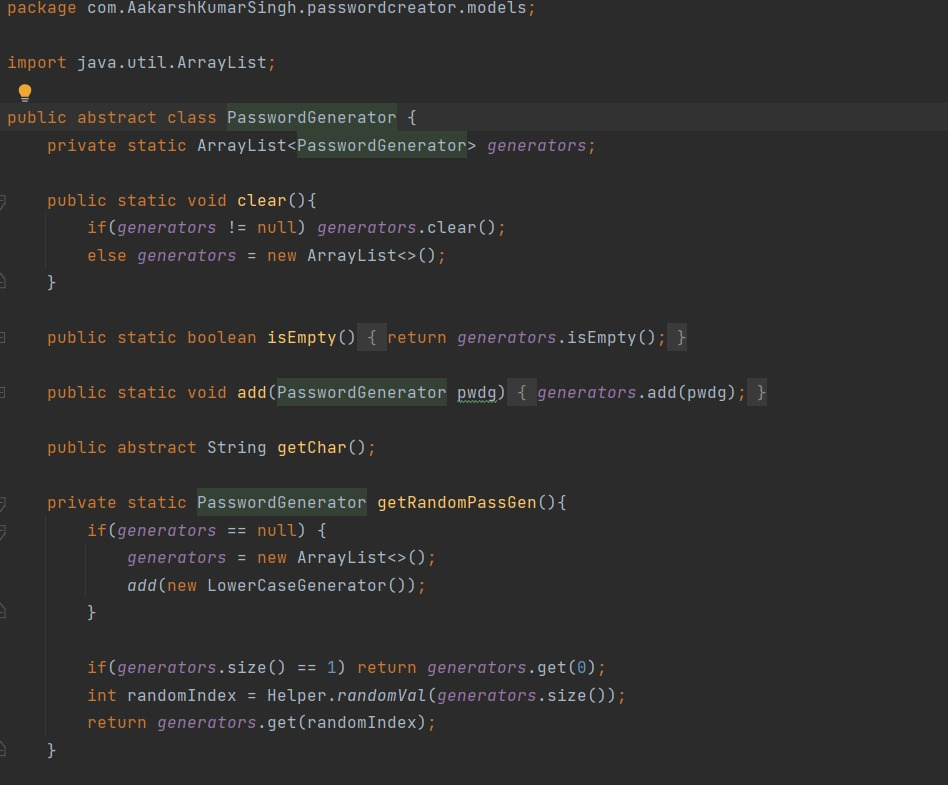 package com.AakarshKumarSingh.passwordcreator.models;
import java.util.ArrayList;
public abstract class PasswordGenerator {
private static ArrayList<PasswordGenerator> generators;
public static void clear(){
if(generators != null) generators.clear();
else generators = new ArrayList<>();
}
public static boolean isEmpty() { return generators.isEmpty(); }
public static void add(PasswordGenerator pwdg) { generators.add(pwdg); }
public abstract String getChar();
private static PasswordGenerator getRandomPassGen(){
if(generators == null) {
generators = new ArrayList<>();
add(new LowerCaseGenerator());
}
if(generators.size() == 1) return generators.get(0);
int randomIndex = Helper.randomVal(generators.size());
return generators.get(randomIndex);
}